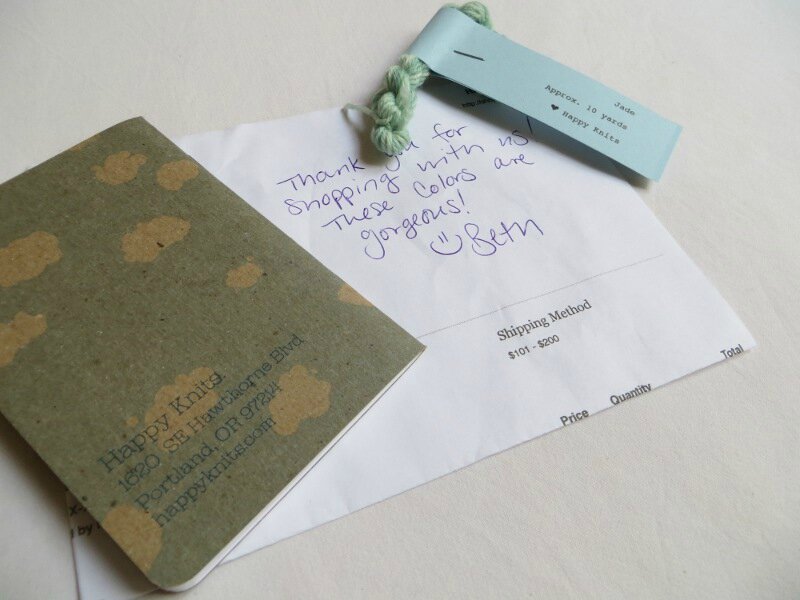 Jade
Approx. 10 yards
♥ Happy Knits
Thank you for
shopping with us!
These colors are
gorgeous!
☺ Beth
Shipping Method
$101 - $200
Price Quantity Total
Happy Knits
1620 SE Hawthorne Blvd.
Portland, OR 97214
happyknits.com